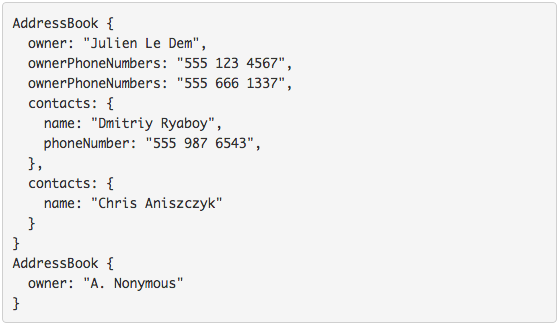 AddressBook {
  owner: "Julien Le Dem",
  ownerPhoneNumbers: "555 123 4567",
  ownerPhoneNumbers: "555 666 1337",
  contacts: {
    name: "Dmitriy Ryaboy",
    phoneNumber: "555 987 6543",
  },
  contacts: {
    name: "Chris Aniszczyk"
  }
}
AddressBook {
  owner: "A. Nonymous"
}